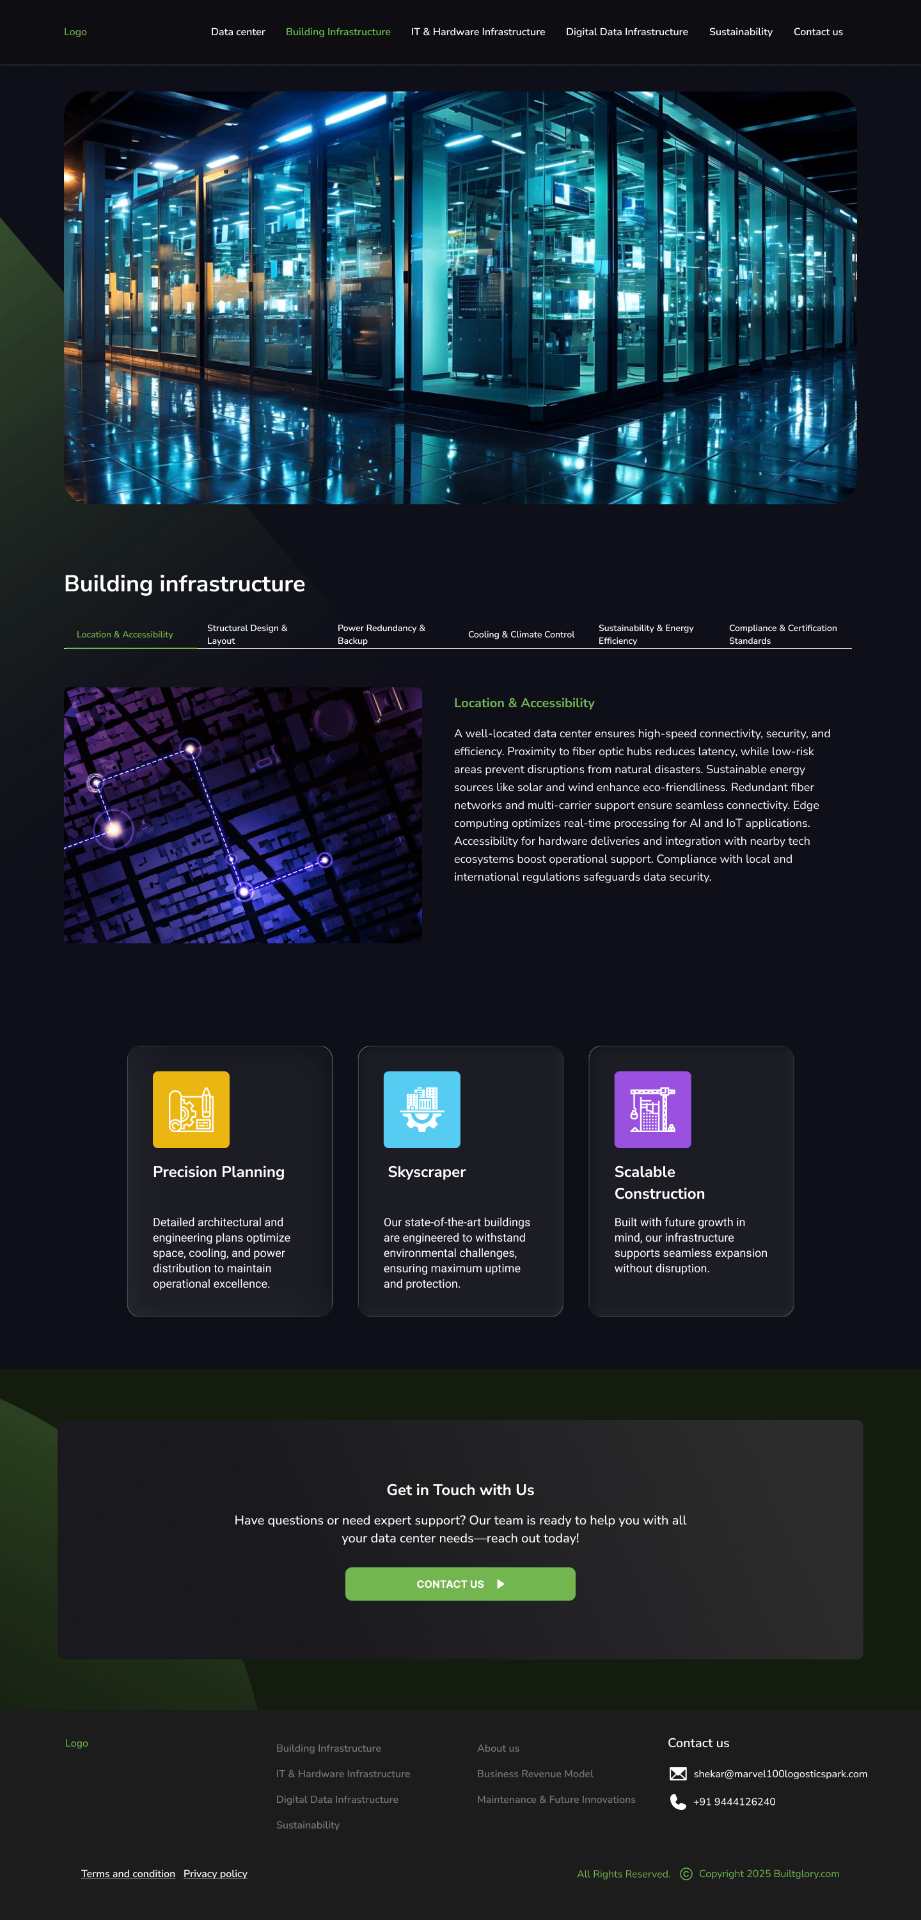 Logo
Data center
Building Infrastructure
IT & Hardware Infrastructure
Digital Data Infrastructure
Sustainability
Contact us
Building infrastructure
Location & Accessibility
Structural Design &
Layout
Power Redundancy &
Backup
Cooling & Climate Control
Sustainability & Energy
Efficiency
Compliance & Certification
Standards
Location & Accessibility
A well-located data center ensures high-speed connectivity, security, and
efficiency. Proximity to fiber optic hubs reduces latency, while low-risk
areas prevent disruptions from natural disasters. Sustainable energy
sources like solar and wind enhance eco-friendliness. Redundant fiber
networks and multi-carrier support ensure seamless connectivity. Edge
computing optimizes real-time processing for AI and IoT applications.
Accessibility for hardware deliveries and integration with nearby tech
ecosystems boost operational support. Compliance with local and
international regulations safeguards data security.
Precision Planning
Detailed architectural and
engineering plans optimize
space, cooling, and power
distribution to maintain
operational excellence.
Skyscraper
Our state-of-the-art buildings
are engineered to withstand
environmental challenges,
ensuring maximum uptime
and protection.
Scalable
Construction
Built with future growth in
mind, our infrastructure
supports seamless expansion
without disruption.
Get in Touch with Us
Have questions or need expert support? Our team is ready to help you with all
your data center needs—reach out today!
CONTACT US
Logo
Building Infrastructure
IT & Hardware Infrastructure
Digital Data Infrastructure
Sustainability
About us
Business Revenue Model
Maintenance & Future Innovations
Contact us
shekar@marvel100logosticspark.com
+91 9444126240
Terms and condition
Privacy policy
All Rights Reserved. © Copyright 2025 Builtglory.com